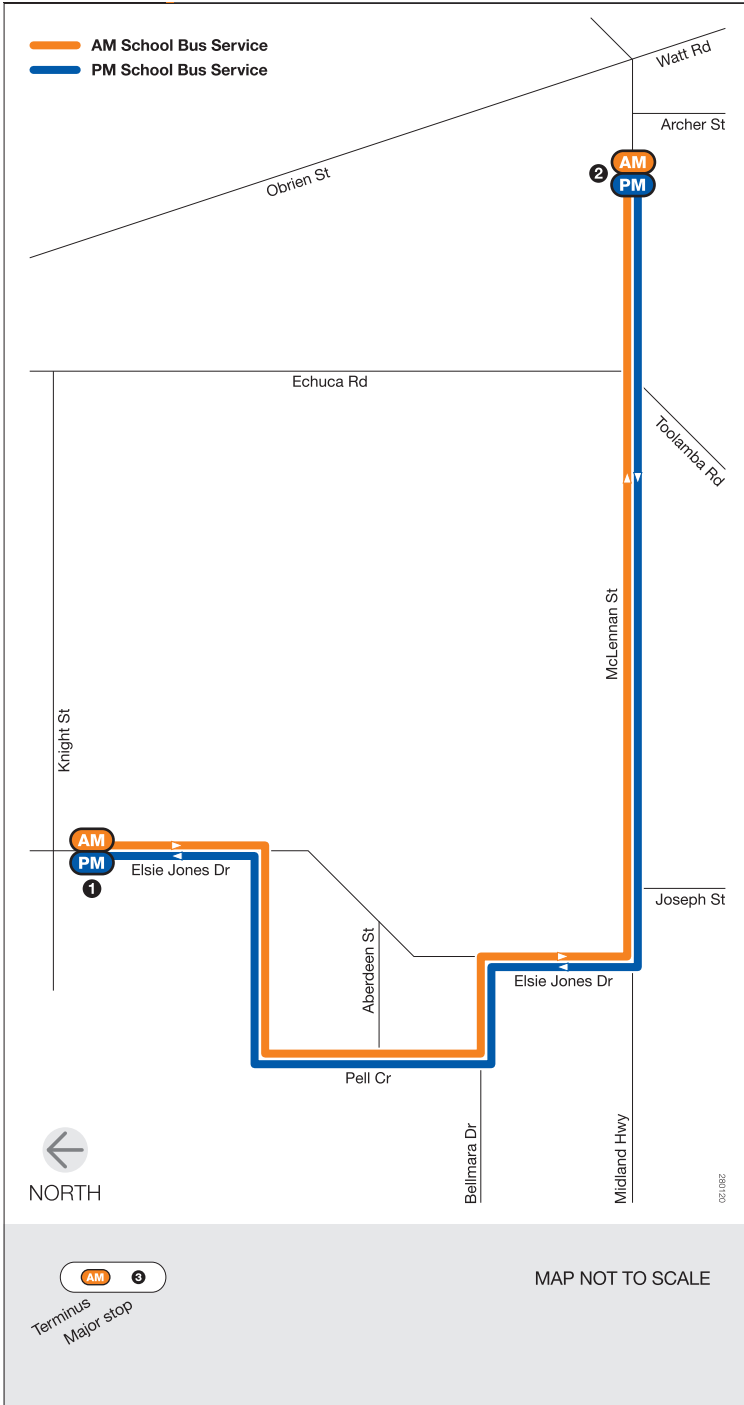 AM School Bus Service
PM School Bus Service
Watt Rd
Archer St
AM
2
PM
Obrien St
Echuca Rd
Toolamba Rd
McLennan St
Knight St
AM
PM
Elsie Jones Dr
1
Joseph St
Aberdeen St
Elsie Jones Dr
Pell Cr
Bellmara Dr
Midland Hwy
NORTH
280120
AM 3
Terminus
Major stop
MAP NOT TO SCALE